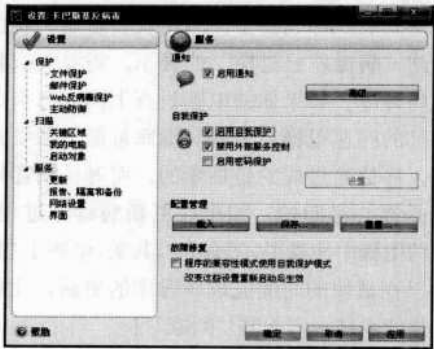 设置: 卡巴斯基反病毒
设置
保护
文件保护
邮件保护
Web反病毒保护
主动防御
扫描
关键区域
我的电脑
启动对象
服务
更新
报告、隔离和备份
网络设置
界面
服务
通知
启用通知
自我保护
启用自我保护
禁用外部服务控制
启用密码保护
设置...
配置管理
载入
保存...
重置...
故障修复
程序的兼容性模式使用自我保护模式
改变这些设置重新启动后生效
帮助
确定
取消
应用